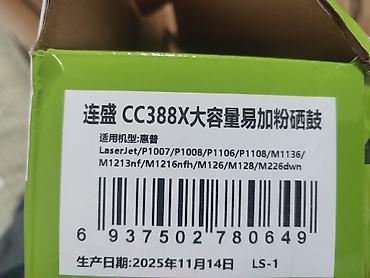 连盛 CC388X大容量易加粉硒鼓
适用机型:惠普
LaserJet/P1007/P1008/P1106/P1108/M1136/
M1213nf/M1216nfh/M126/M128/M226dwn
6 937502 780649
生产日期:2025年11月14日 LS-1